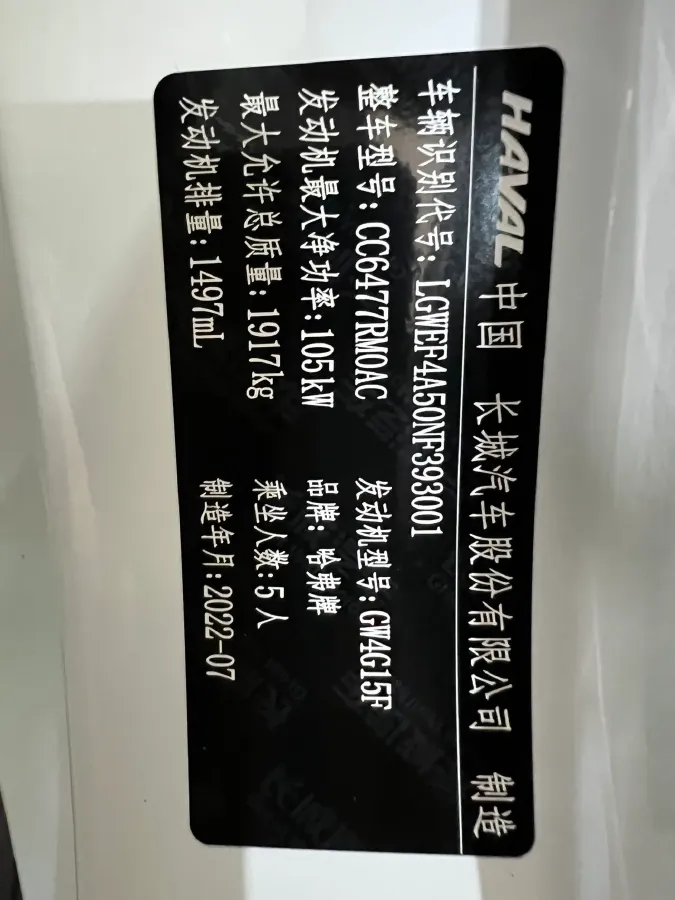 HAVAL 中国 长城汽车股份有限公司 制造
车辆识别代号:LGWEF4A50NF393001
整车型号:CC6477RM0AC 发动机型号:GW4G15F
发动机最大净功率:105kW 品牌:哈弗牌
最大允许总质量:1917kg 乘坐人数:5人
发动机排量:1497mL 制造年月:2022-07